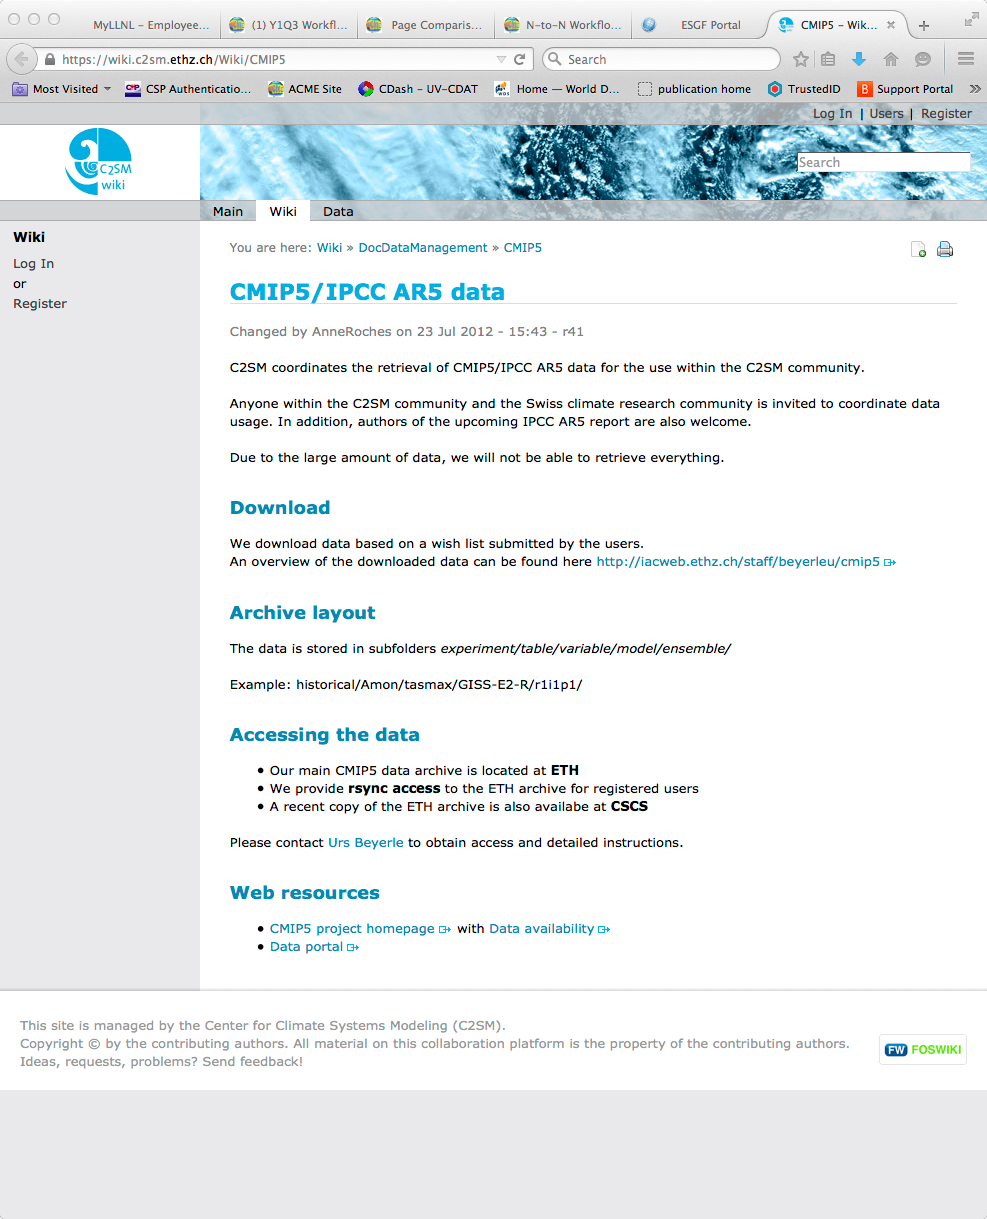 MyLLNL – Employee...
(1) Y1Q3 Workfl...
Page Comparis...
N-to-N Workflo...
ESGF Portal
CMIP5 – Wik...
https://wiki.c2sm.ethz.ch/Wiki/CMIP5
Search
Most Visited
CSP Authenticatio...
ACME Site
CDash – UV-CDAT
Home — World D...
publication home
TrustedID
Support Portal
Log In | Users | Register
C2SM
wiki
Search
Main Wiki Data
Wiki
Log In
or
Register
You are here: Wiki » DocDataManagement » CMIP5
CMIP5/IPCC AR5 data
Changed by AnneRoches on 23 Jul 2012 - 15:43 - r41
C2SM coordinates the retrieval of CMIP5/IPCC AR5 data for the use within the C2SM community.
Anyone within the C2SM community and the Swiss climate research community is invited to coordinate data
usage. In addition, authors of the upcoming IPCC AR5 report are also welcome.
Due to the large amount of data, we will not be able to retrieve everything.
Download
We download data based on a wish list submitted by the users.
An overview of the downloaded data can be found here http://iacweb.ethz.ch/staff/beyerleu/cmip5
Archive layout
The data is stored in subfolders experiment/table/variable/model/ensemble/
Example: historical/Amon/tasmax/GISS-E2-R/r1i1p1/
Accessing the data
• Our main CMIP5 data archive is located at ETH
• We provide rsync access to the ETH archive for registered users
• A recent copy of the ETH archive is also availabe at CSCS
Please contact Urs Beyerle to obtain access and detailed instructions.
Web resources
• CMIP5 project homepage with Data availability
• Data portal
This site is managed by the Center for Climate Systems Modeling (C2SM).
Copyright © by the contributing authors. All material on this collaboration platform is the property of the contributing authors.
Ideas, requests, problems? Send feedback!
FW FOSWIKI